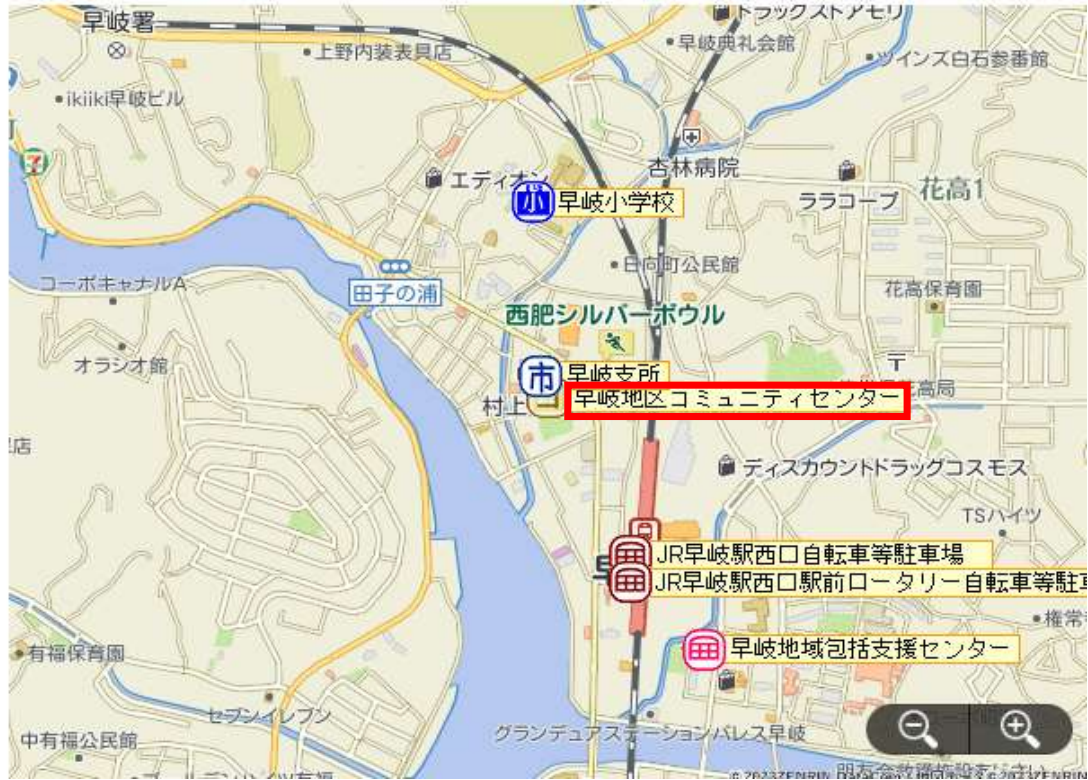 早岐署
ドラッグストアモリ
上野内装表具店
早岐典礼会館
ツインズ白石参番館
ikiiki早岐ビル
杏林病院
エディオン
早岐小学校
ララコープ
花高1
日向町公民館
コーポキャナルA
田子の浦
花高保育園
西肥シルバーボウル
オラシオ館
〒
市
早岐支所
早岐地区コミュニティセンター
花高局
村上
店
ディスカウントドラッグコスモス
TSハイツ
JR早岐駅西口自転車等駐車場
JR早岐駅西口駅前ロータリー自転車等駐車
権常
早岐地域包括支援センター
有福保育園
セブンイレブン
グランデュアステーションパレス早岐
中有福公民館